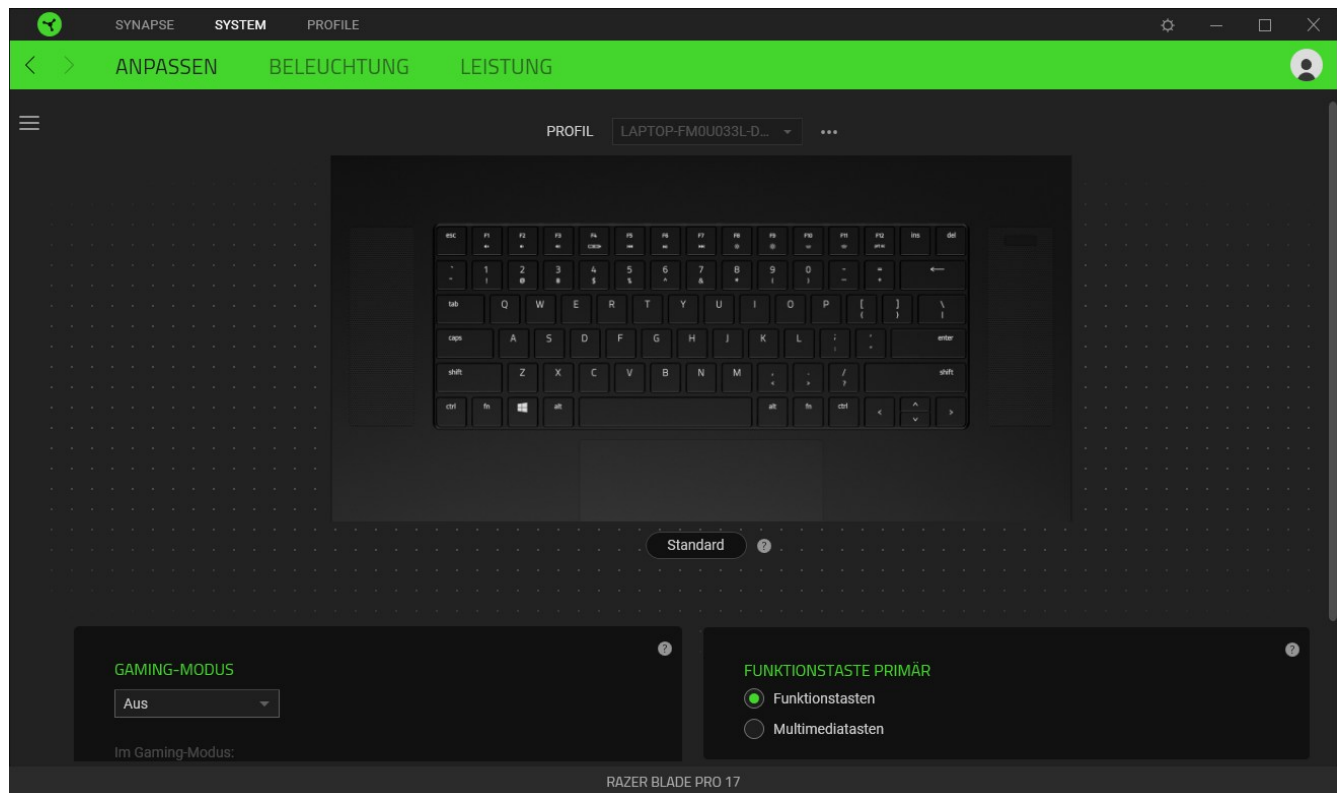 SYNAPSE SYSTEM PROFILE
ANPASSEN BELEUCHTUNG LEISTUNG
PROFIL LAPTOP-FM0U033L-D... •••
esc F1 F2 F3 F4 F5 F6 F7 F8 F9 F10 F11 F12 ins del
1 2 3 4 5 6 7 8 9 0 - = ←
! @ # $ % ^ & * ( ) +
tab Q W E R T Y U I O P [ ] \
{ } |
caps A S D F G H J K L ; ' enter
shift Z X C V B N M , . / shift
< > ?
ctrl fn alt alt fn ctrl < ^ >
Standard ?
GAMING-MODUS ?
Aus
Im Gaming-Modus:
FUNKTIONSTASTE PRIMÄR ?
Funktionstasten
Multimediatasten
RAZER BLADE PRO 17